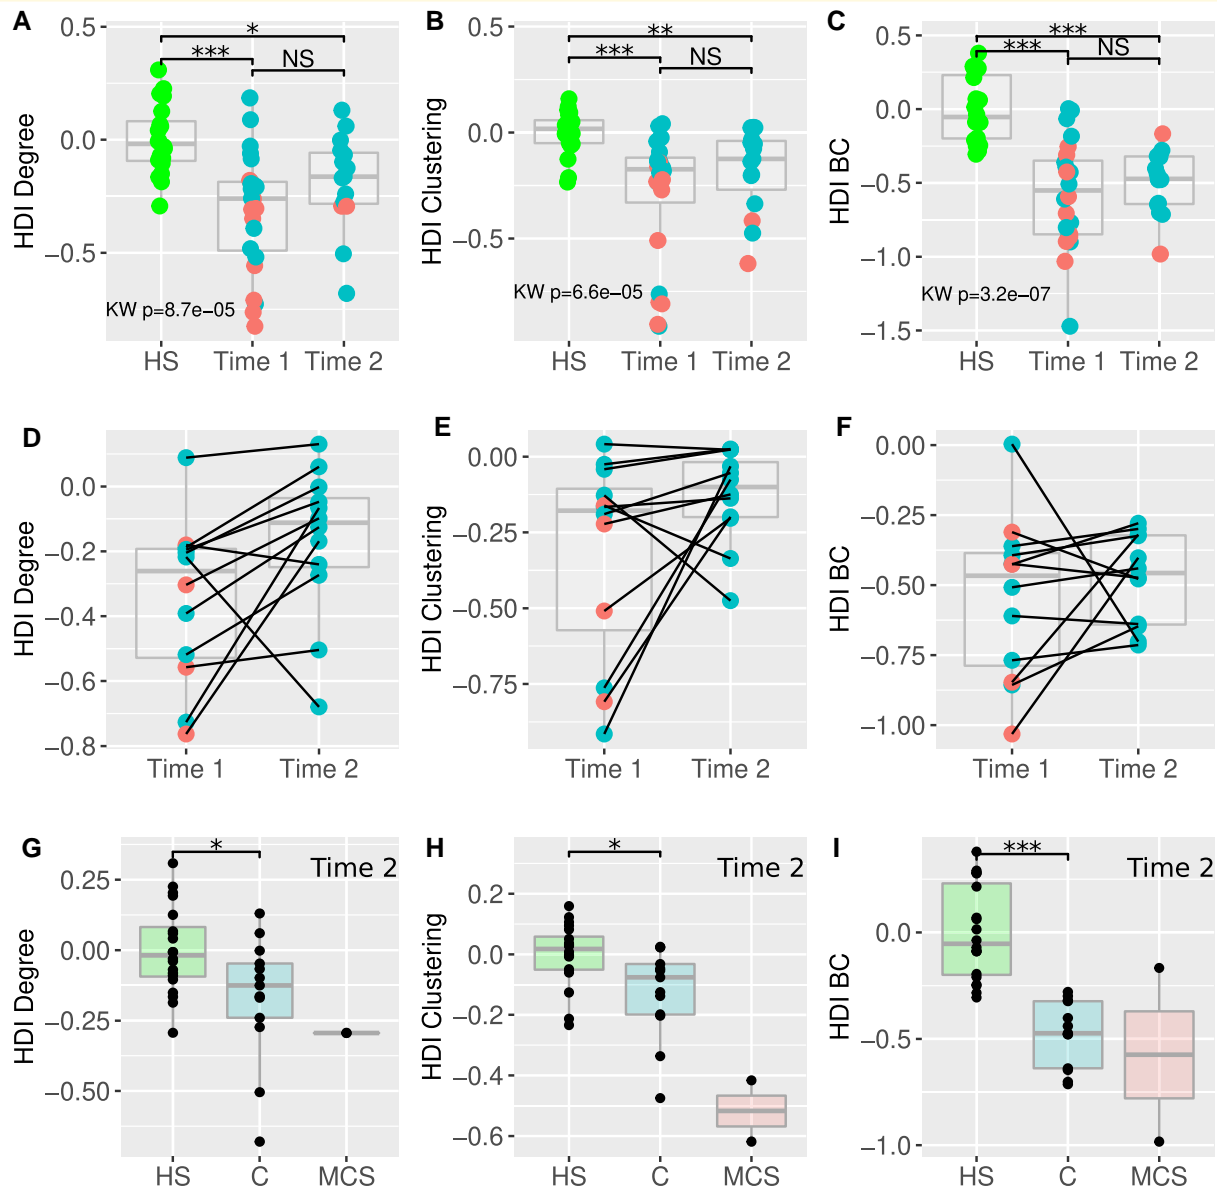 A
HDI Degree
0.5
0.0
−0.5
*
***
NS
KW p=8.7e−05
HS
Time 1
Time 2
B
HDI Clustering
0.5
0.0
−0.5
**
***
NS
KW p=6.6e−05
HS
Time 1
Time 2
C
HDI BC
0.5
0.0
−0.5
−1.0
−1.5
***
***
NS
KW p=3.2e−07
HS
Time 1
Time 2
D
HDI Degree
0.0
−0.2
−0.4
−0.6
−0.8
Time 1
Time 2
E
HDI Clustering
0.00
−0.25
−0.50
−0.75
Time 1
Time 2
F
HDI BC
0.00
−0.25
−0.50
−0.75
−1.00
Time 1
Time 2
G
HDI Degree
0.25
0.00
−0.25
−0.50
*
Time 2
HS
C
MCS
H
HDI Clustering
0.2
0.0
−0.2
−0.4
−0.6
*
Time 2
HS
C
MCS
I
HDI BC
0.0
−0.5
−1.0
***
Time 2
HS
C
MCS